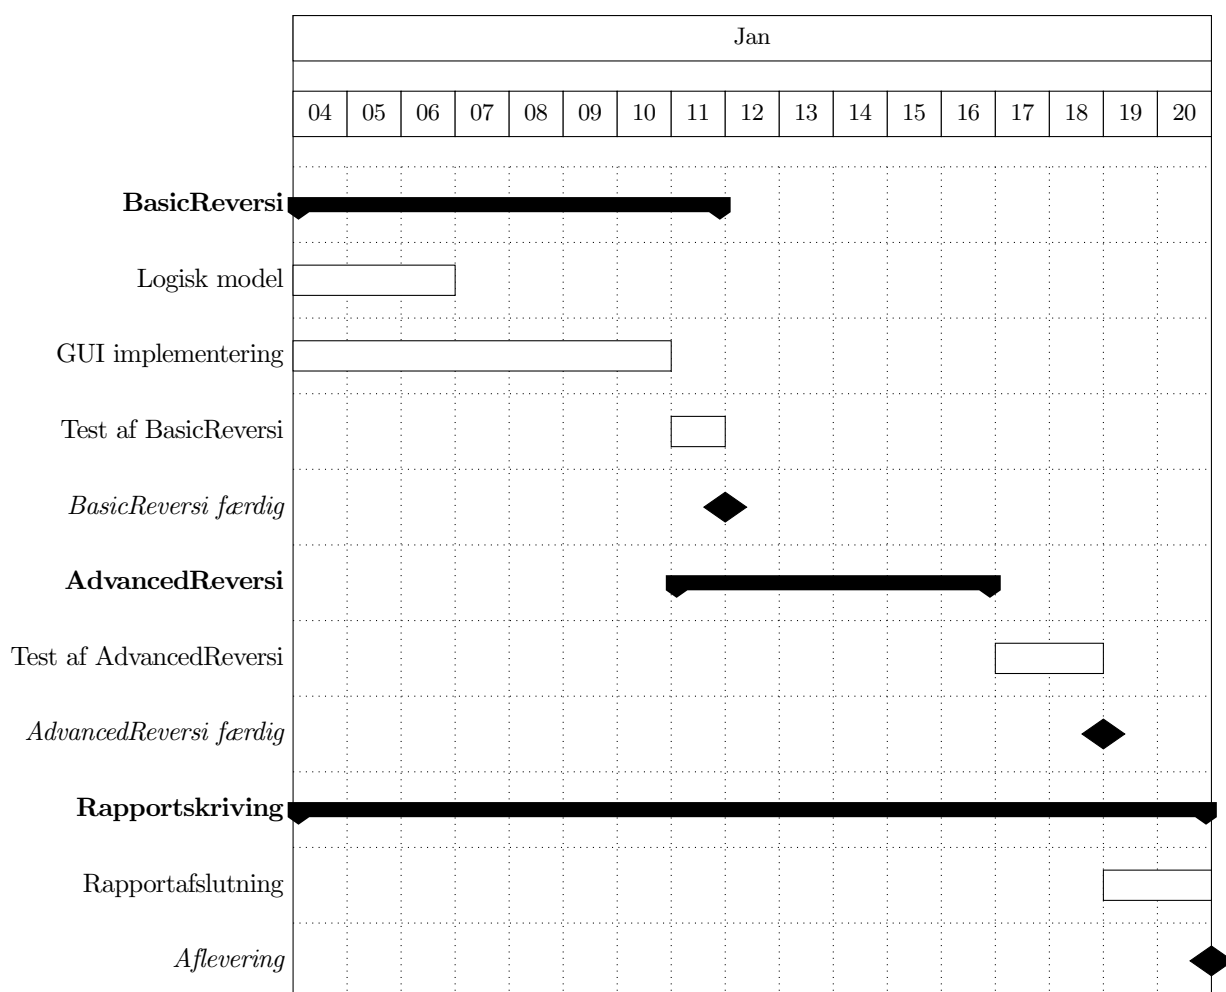 Jan
04 05 06 07 08 09 10 11 12 13 14 15 16 17 18 19 20
BasicReversi
Logisk model
GUI implementering
Test af BasicReversi
BasicReversi færdig
AdvancedReversi
Test af AdvancedReversi
AdvancedReversi færdig
Rapportskriving
Rapportafslutning
Aflevering